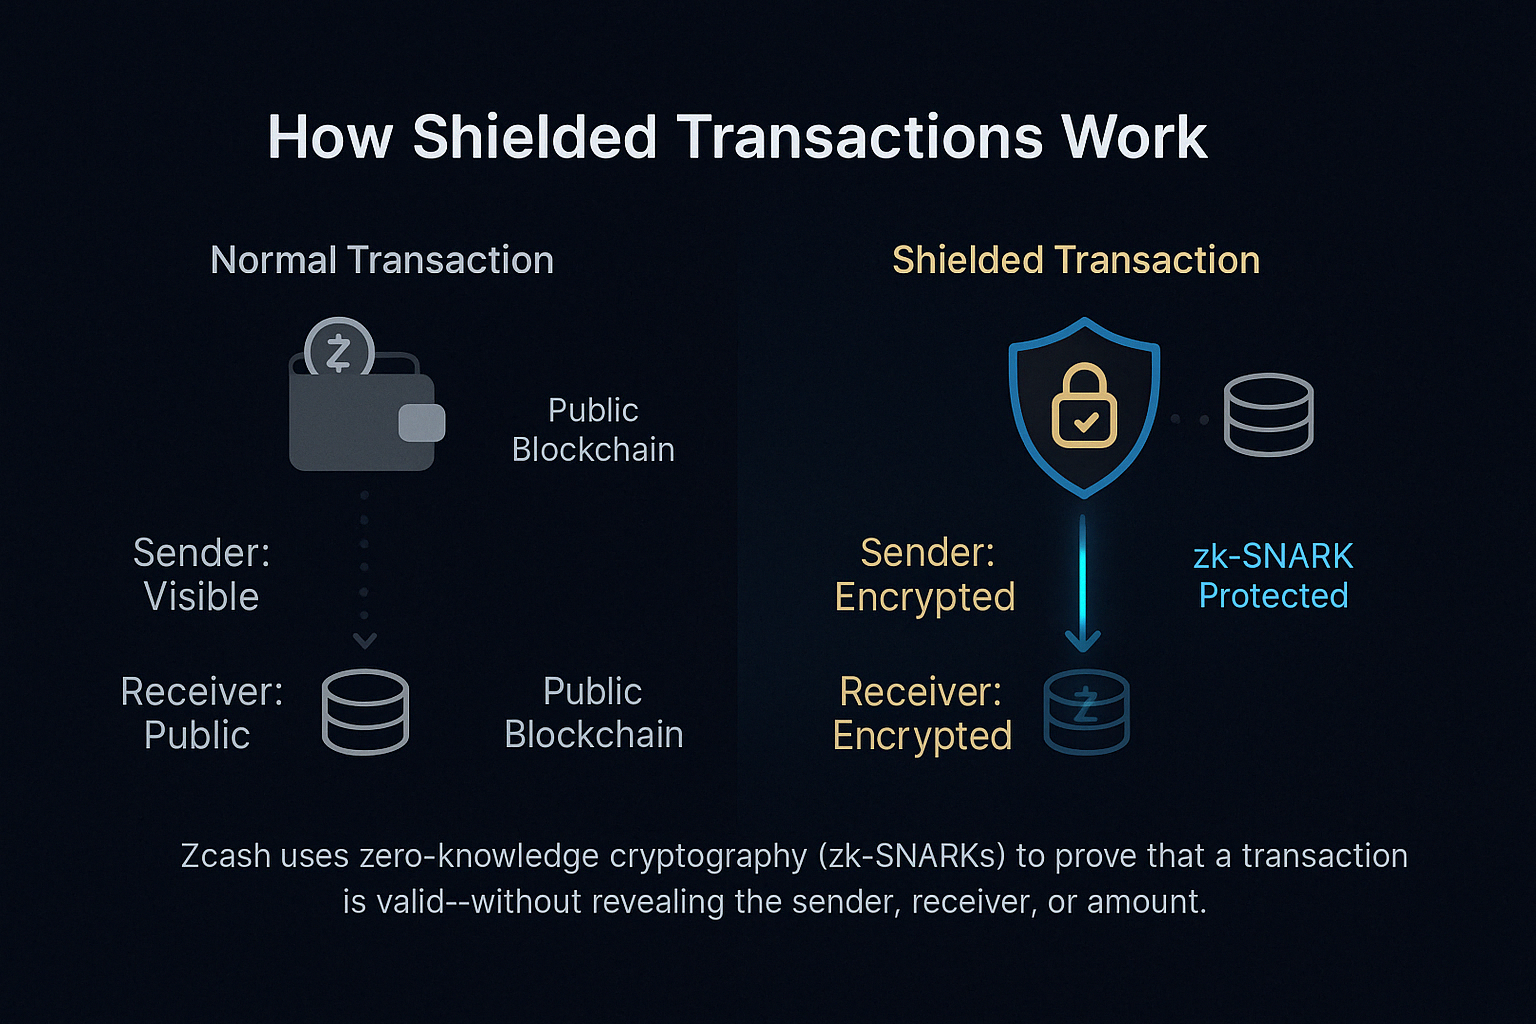 How Shielded Transactions Work
Normal Transaction
Public
Blockchain
Sender:
Visible
Receiver:
Public
Public
Blockchain
Shielded Transaction
Sender:
Encrypted
zk-SNARK
Protected
Receiver:
Encrypted
Zcash uses zero-knowledge cryptography (zk-SNARKs) to prove that a transaction
is valid--without revealing the sender, receiver, or amount.